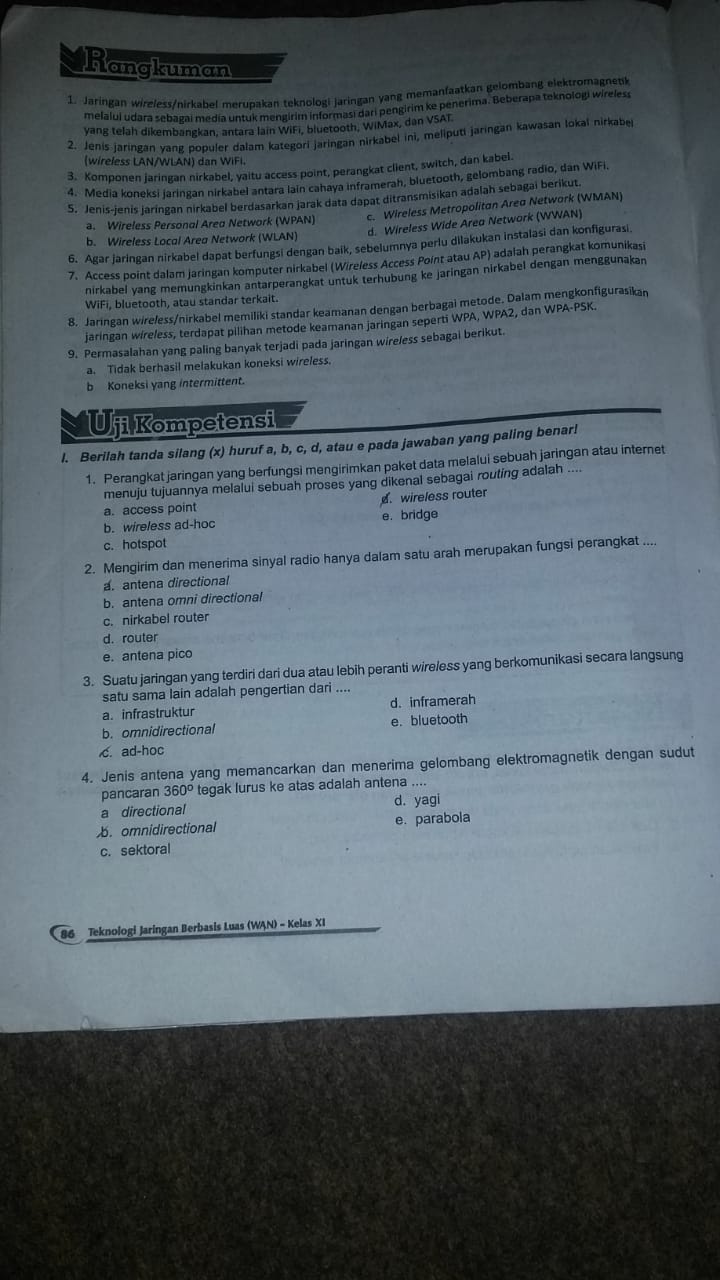 Rangkuman
1. Jaringan wireless/nirkabel merupakan teknologi jaringan yang memanfaatkan gelombang elektromagnetik
melalui udara sebagai media untuk mengirim informasi dari pengirim ke penerima. Beberapa teknologi wireless
yang telah dikembangkan, antara lain WiFi, bluetooth, WiMax, dan VSAT.
2. Jenis jaringan yang populer dalam kategori jaringan nirkabel ini, meliputi jaringan kawasan lokal nirkabel
(wireless LAN/WLAN) dan WiFi.
3. Komponen jaringan nirkabel, yaitu access point, perangkat client, switch, dan kabel.
4. Media koneksi jaringan nirkabel antara lain cahaya inframerah, bluetooth, gelombang radio, dan WiFi.
5. Jenis-jenis jaringan nirkabel berdasarkan jarak data dapat ditransmisikan adalah sebagai berikut.
a. Wireless Personal Area Network (WPAN)
b. Wireless Local Area Network (WLAN)
c. Wireless Metropolitan Area Network (WMAN)
d. Wireless Wide Area Network (WWAN)
6. Agar jaringan nirkabel dapat berfungsi dengan baik, sebelumnya perlu dilakukan instalasi dan konfigurasi.
7. Access point dalam jaringan komputer nirkabel (Wireless Access Point atau AP) adalah perangkat komunikasi
nirkabel yang memungkinkan antarperangkat untuk terhubung ke jaringan nirkabel dengan menggunakan
WiFi, bluetooth, atau standar terkait.
8. Jaringan wireless/nirkabel memiliki standar keamanan dengan berbagai metode. Dalam mengkonfigurasikan
jaringan wireless, terdapat pilihan metode keamanan jaringan seperti WPA, WPA2, dan WPA-PSK.
9. Permasalahan yang paling banyak terjadi pada jaringan wireless sebagai berikut.
a. Tidak berhasil melakukan koneksi wireless.
b Koneksi yang intermittent.
Uji Kompetensi
I. Berilah tanda silang (x) huruf a, b, c, d, atau e pada jawaban yang paling benar!
1. Perangkat jaringan yang berfungsi mengirimkan paket data melalui sebuah jaringan atau internet
menuju tujuannya melalui sebuah proses yang dikenal sebagai routing adalah ....
a. access point
b. wireless ad-hoc
c. hotspot
d. wireless router
e. bridge
2. Mengirim dan menerima sinyal radio hanya dalam satu arah merupakan fungsi perangkat ....
a. antena directional
b. antena omni directional
c. nirkabel router
d. router
e. antena pico
3. Suatu jaringan yang terdiri dari dua atau lebih peranti wireless yang berkomunikasi secara langsung
satu sama lain adalah pengertian dari ....
a. infrastruktur
b. omnidirectional
c. ad-hoc
d. inframerah
e. bluetooth
4. Jenis antena yang memancarkan dan menerima gelombang elektromagnetik dengan sudut
pancaran 360º tegak lurus ke atas adalah antena ....
a directional
b. omnidirectional
c. sektoral
d. yagi
e. parabola
86 Teknologi Jaringan Berbasis Luas (WAN) - Kelas XI